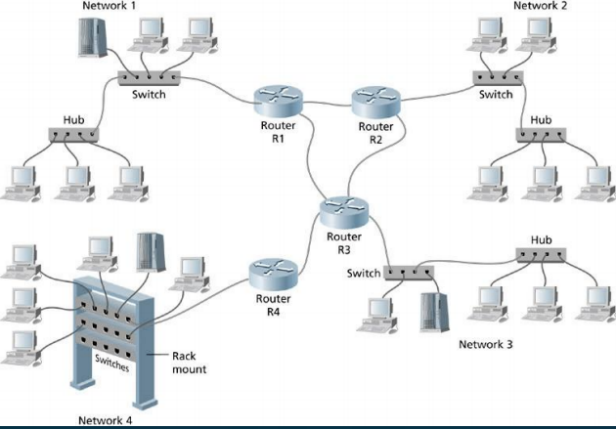 Network 1
Network 2
Switch
Switch
Hub
Hub
Router
R1
Router
R2
Router
R3
Hub
Switch
Router
R4
Network 3
Switches
Rack
mount
Network 4